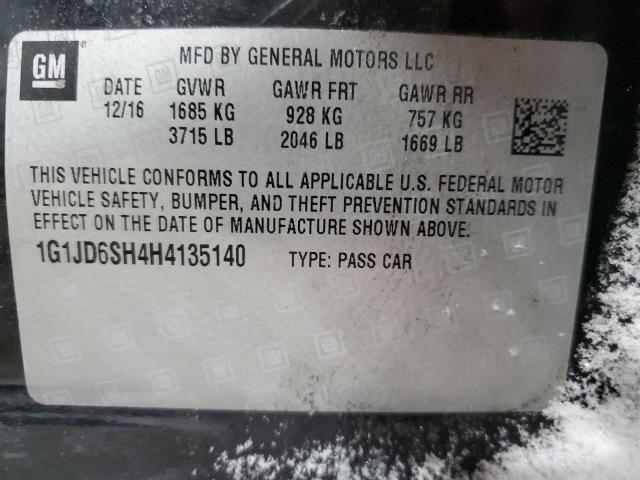 GM
MFD BY GENERAL MOTORS LLC
DATE GVWR GAWR FRT GAWR RR
12/16 1685 KG 928 KG 757 KG
3715 LB 2046 LB 1669 LB
THIS VEHICLE CONFORMS TO ALL APPLICABLE U.S. FEDERAL MOTOR
VEHICLE SAFETY, BUMPER, AND THEFT PREVENTION STANDARDS IN
EFFECT ON THE DATE OF MANUFACTURE SHOWN ABOVE.
1G1JD6SH4H4135140 TYPE: PASS CAR